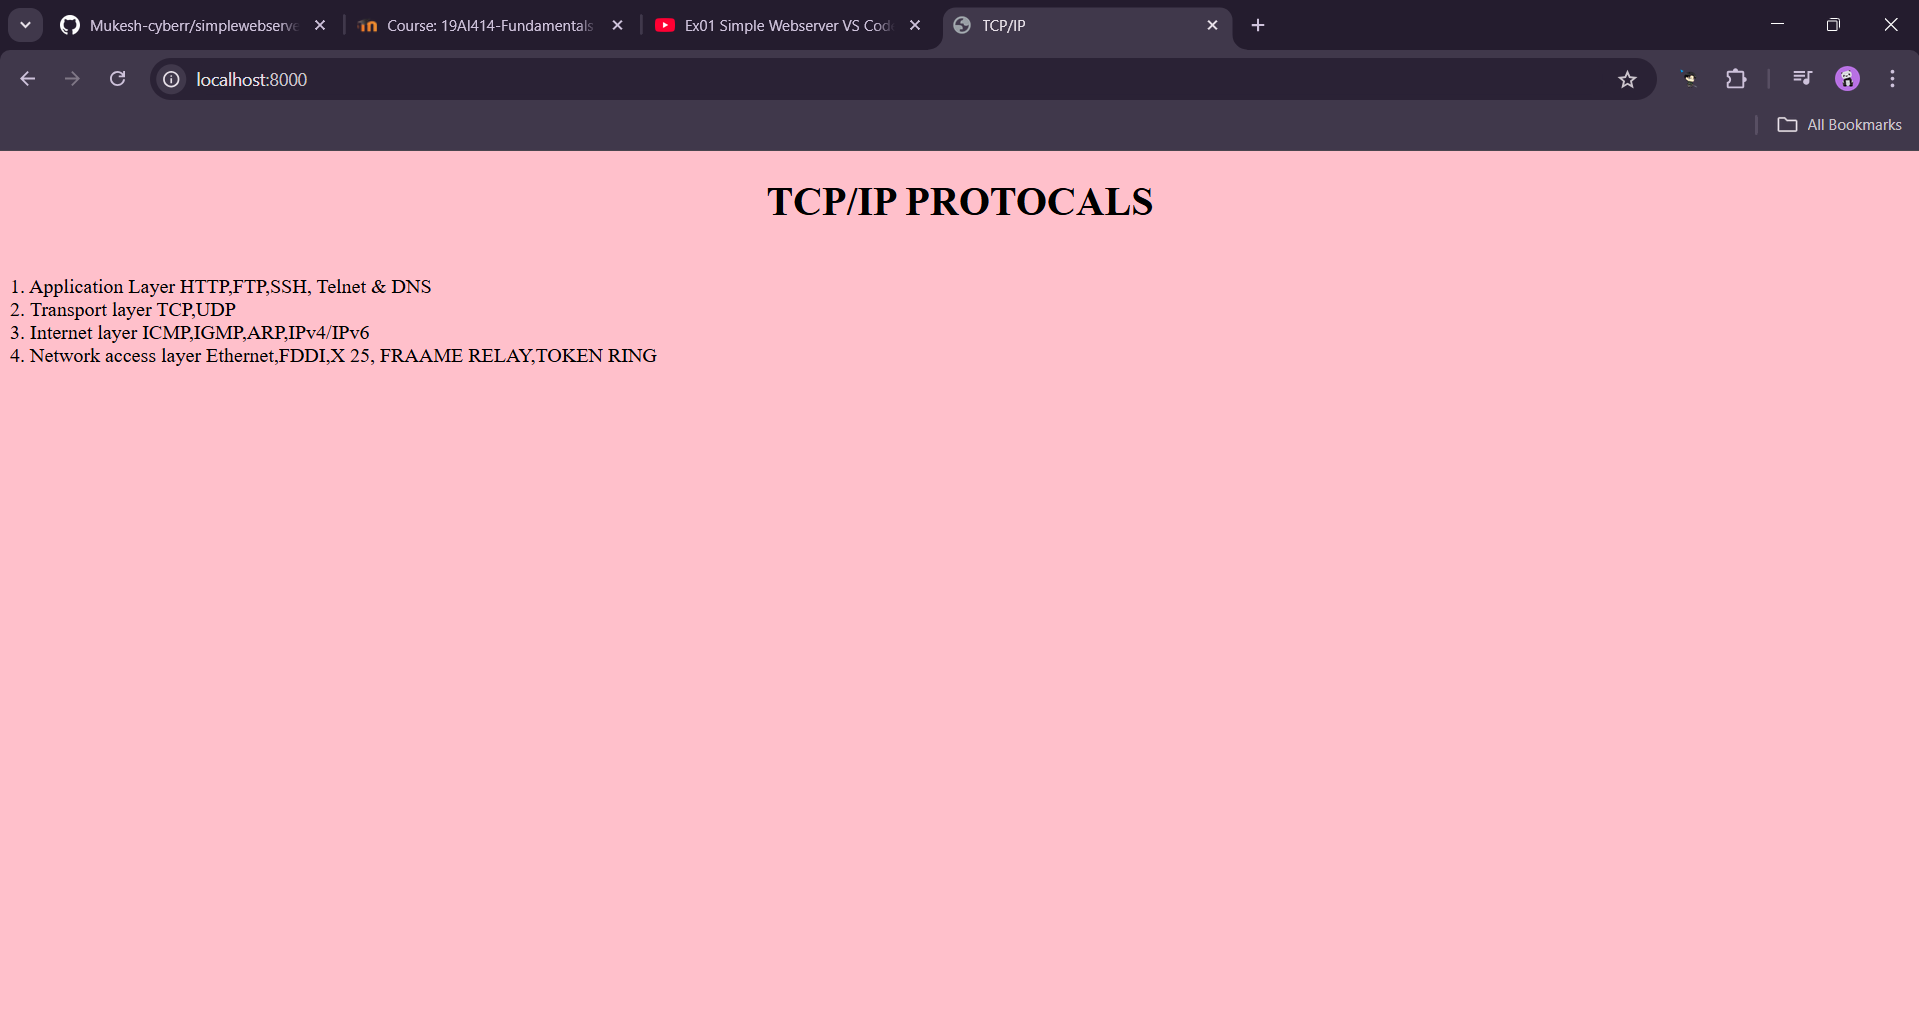 Mukesh-cyberr/simplewebserve
Course: 19AI414-Fundamentals
Ex01 Simple Webserver VS Cod
TCP/IP
localhost:8000
All Bookmarks
TCP/IP PROTOCALS
1. Application Layer HTTP,FTP,SSH, Telnet & DNS
2. Transport layer TCP,UDP
3. Internet layer ICMP,IGMP,ARP,IPv4/IPv6
4. Network access layer Ethernet,FDDI,X 25, FRAAME RELAY,TOKEN RING